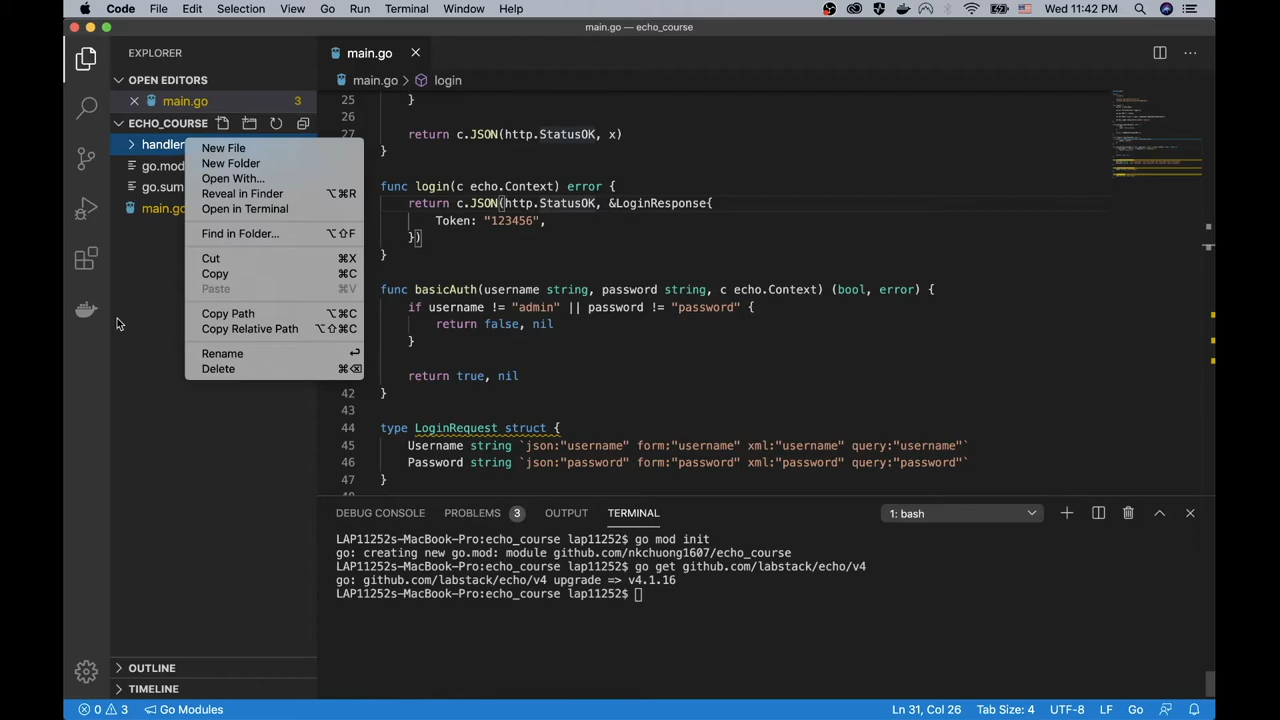 Code File Edit Selection View Go Run Terminal Window Help Wed 11:42 PM
main.go — echo_course
EXPLORER
OPEN EDITORS
main.go 3
ECHO_COURSE
handler
go.mod
go.sum
main.go
New File
New Folder
Open With...
Reveal in Finder ⌥⌘R
Open in Terminal
Find in Folder... ⌥⇧F
Cut ⌘X
Copy ⌘C
Paste ⌘V
Copy Path ⌥⌘C
Copy Relative Path ⌥⇧⌘C
Rename ↩
Delete ⌘⌫
OUTLINE
TIMELINE
main.go
main.go > login
25 }
27 return c.JSON(http.StatusOK, x)
}
func login(c echo.Context) error {
return c.JSON(http.StatusOK, &LoginResponse{
Token: "123456",
})
}
func basicAuth(username string, password string, c echo.Context) (bool, error) {
if username != "admin" || password != "password" {
return false, nil
}
return true, nil
42 }
43
44 type LoginRequest struct {
45 Username string `json:"username" form:"username" xml:"username" query:"username"`
46 Password string `json:"password" form:"password" xml:"password" query:"password"`
47 }
DEBUG CONSOLE PROBLEMS 3 OUTPUT TERMINAL 1: bash
LAP11252s-MacBook-Pro:echo_course lap11252$ go mod init
go: creating new go.mod: module github.com/nkchuong1607/echo_course
LAP11252s-MacBook-Pro:echo_course lap11252$ go get github.com/labstack/echo/v4
go: github.com/labstack/echo/v4 upgrade => v4.1.16
LAP11252s-MacBook-Pro:echo_course lap11252$
0 3 Go Modules Ln 31, Col 26 Tab Size: 4 UTF-8 LF Go